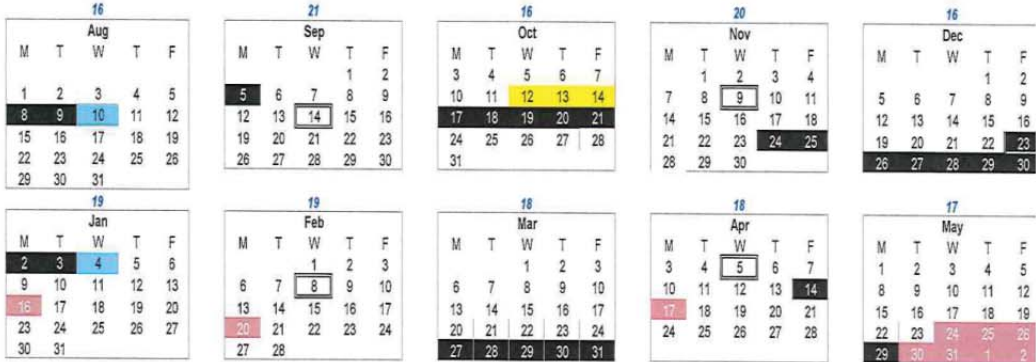 16
Aug
M T W T F
1 2 3 4 5
8 9 10 11 12
15 16 17 18 19
22 23 24 25 26
29 30 31
21
Sep
M T W T F
1 2
5 6 7 8 9
12 13 14 15 16
19 20 21 22 23
26 27 28 29 30
16
Oct
M T W T F
3 4 5 6 7
10 11 12 13 14
17 18 19 20 21
24 25 26 27 28
31
20
Nov
M T W T F
1 2 3 4
7 8 9 10 11
14 15 16 17 18
21 22 23 24 25
28 29 30
16
Dec
M T W T F
1 2
5 6 7 8 9
12 13 14 15 16
19 20 21 22 23
26 27 28 29 30
19
Jan
M T W T F
2 3 4 5 6
9 10 11 12 13
16 17 18 19 20
23 24 25 26 27
30 31
19
Feb
M T W T F
1 2 3
6 7 8 9 10
13 14 15 16 17
20 21 22 23 24
27 28
18
Mar
M T W T F
1 2 3
6 7 8 9 10
13 14 15 16 17
20 21 22 23 24
27 28 29 30 31
18
Apr
M T W T F
3 4 5 6 7
10 11 12 13 14
17 18 19 20 21
24 25 26 27 28
17
May
M T W T F
1 2 3 4 5
8 9 10 11 12
15 16 17 18 19
22 23 24 25 26
29 30 31 2